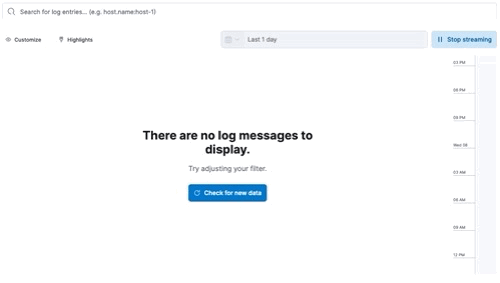 Search for log entries... (e.g. host.name:host-1)
Customize
Highlights
Last 1 day
Stop streaming
03 PM
06 PM
09 PM
Wed 06
03 AM
06 AM
09 AM
12 PM
There are no log messages to
display.
Try adjusting your filter.
Check for new data